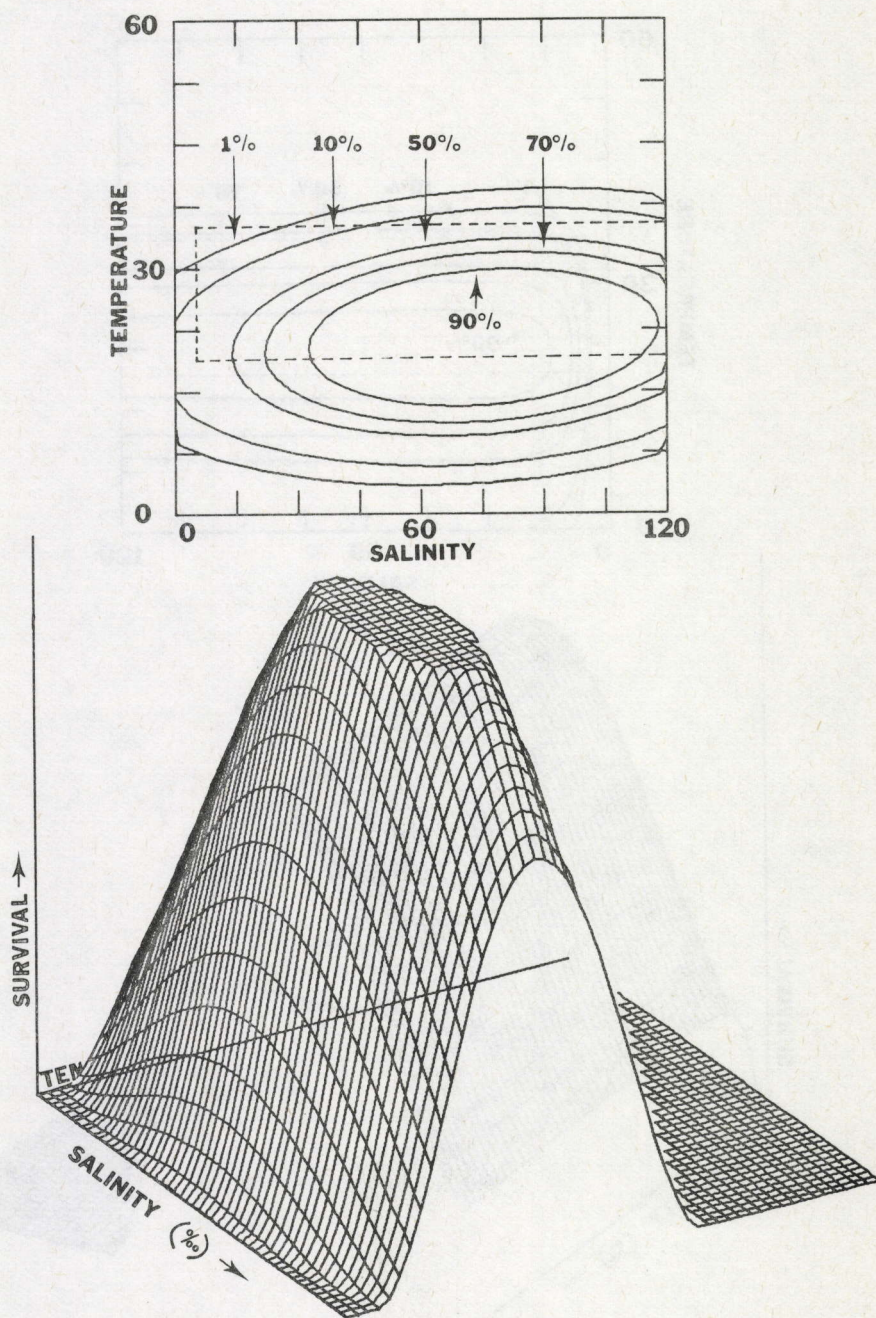 60
1% 10% 50% 70%
TEMPERATURE
30
90%
0
0 60 120
SALINITY
SURVIVAL →
TEM
SALINITY (‰) →